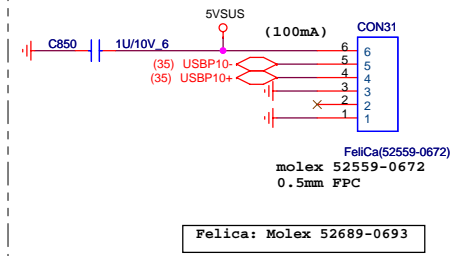 5VSUS
(100mA)
CON31
C850
1U/10V_6
6 6
(35) USBP10-
5 5
(35) USBP10+
4 4
3 3
2 2
1 1
FeliCa(52559-0672)
molex 52559-0672
0.5mm FPC
Felica: Molex 52689-0693